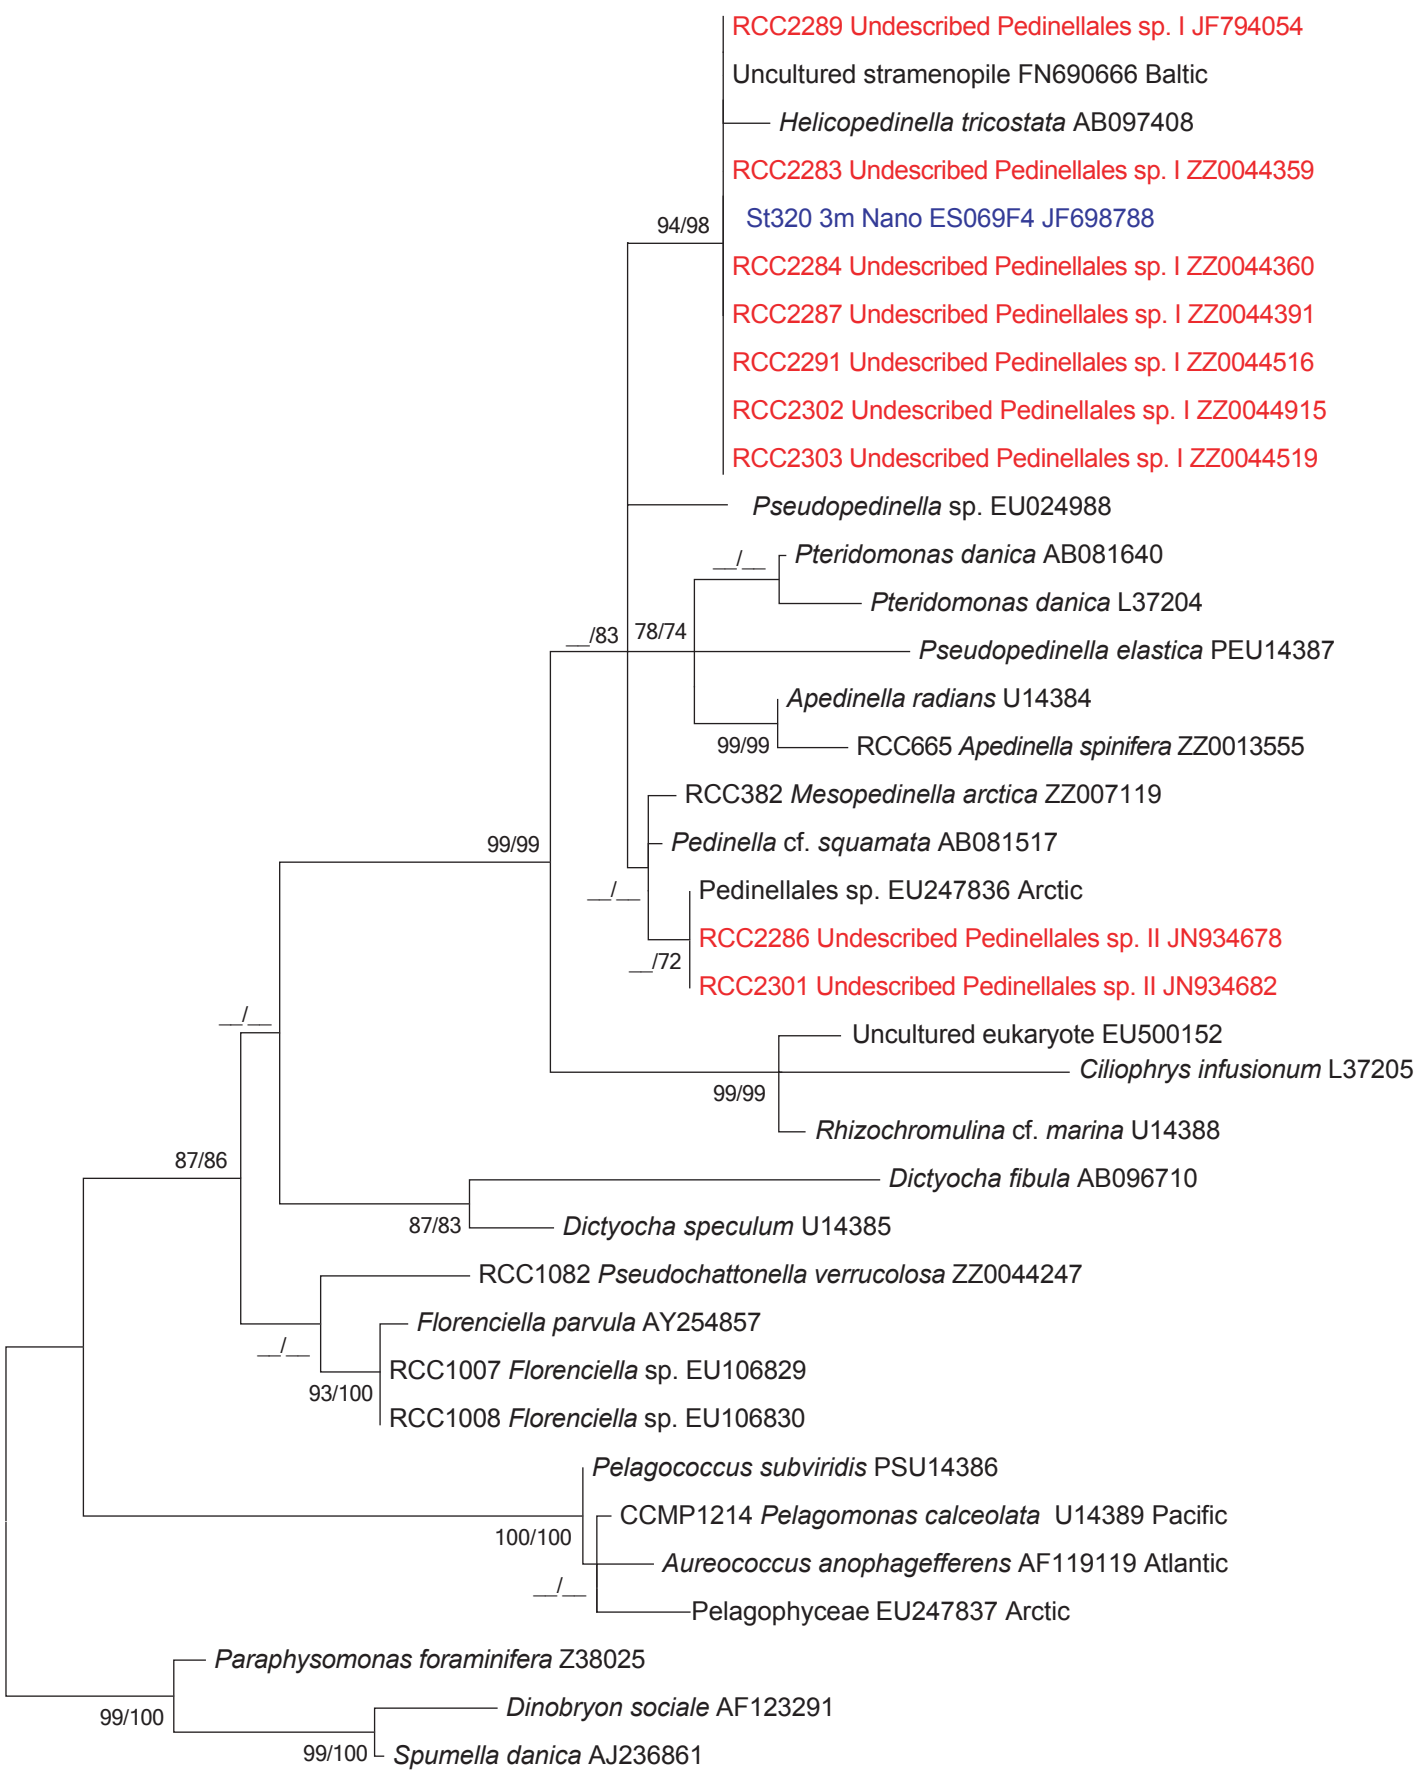 RCC2289 Undescribed Pedinellales sp. I JF794054
Uncultured stramenopile FN690666 Baltic
Helicopedinella tricostata AB097408
RCC2283 Undescribed Pedinellales sp. I ZZ0044359
St320 3m Nano ES069F4 JF698788
94/98
RCC2284 Undescribed Pedinellales sp. I ZZ0044360
RCC2287 Undescribed Pedinellales sp. I ZZ0044391
RCC2291 Undescribed Pedinellales sp. I ZZ0044516
RCC2302 Undescribed Pedinellales sp. I ZZ0044915
RCC2303 Undescribed Pedinellales sp. I ZZ0044519
Pseudopedinella sp. EU024988
__/__
Pteridomonas danica AB081640
Pteridomonas danica L37204
__/83
78/74
Pseudopedinella elastica PEU14387
Apedinella radians U14384
99/99
RCC665 Apedinella spinifera ZZ0013555
RCC382 Mesopedinella arctica ZZ007119
99/99
Pedinella cf. squamata AB081517
__/__
Pedinellales sp. EU247836 Arctic
RCC2286 Undescribed Pedinellales sp. II JN934678
__/72
RCC2301 Undescribed Pedinellales sp. II JN934682
__/__
Uncultured eukaryote EU500152
Ciliophrys infusionum L37205
99/99
Rhizochromulina cf. marina U14388
87/86
Dictyocha fibula AB096710
87/83
Dictyocha speculum U14385
RCC1082 Pseudochattonella verrucolosa ZZ0044247
Florenciella parvula AY254857
__/__
RCC1007 Florenciella sp. EU106829
93/100
RCC1008 Florenciella sp. EU106830
Pelagococcus subviridis PSU14386
CCMP1214 Pelagomonas calceolata U14389 Pacific
100/100
Aureococcus anophagefferens AF119119 Atlantic
__/__
Pelagophyceae EU247837 Arctic
Paraphysomonas foraminifera Z38025
99/100
Dinobryon sociale AF123291
99/100
Spumella danica AJ236861